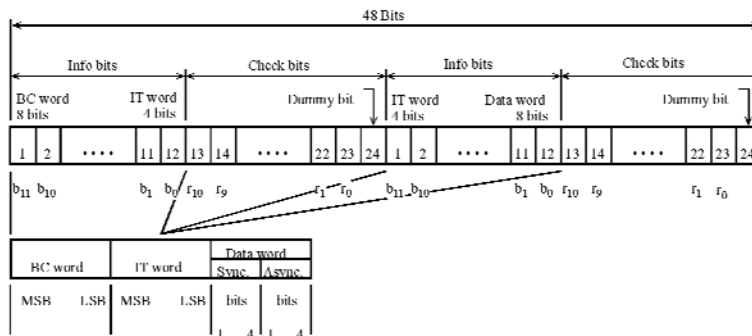 48 Bits
Info bits Check bits Info bits Check bits
BC word IT word Dummy bit IT word Data word Dummy bit
8 bits 4 bits 4 bits 8 bits
1 2 .... 11 12 13 14 .... 22 23 24 1 2 .... 11 12 13 14 .... 22 23 24
b11 b10 b1 b0 r10 r9 r1 r0 b11 b10 b1 b0 r10 r9 r1 r0
Data word
BC word IT word Sync. Async.
MSB LSB MSB LSB bits bits
1 4 1 4